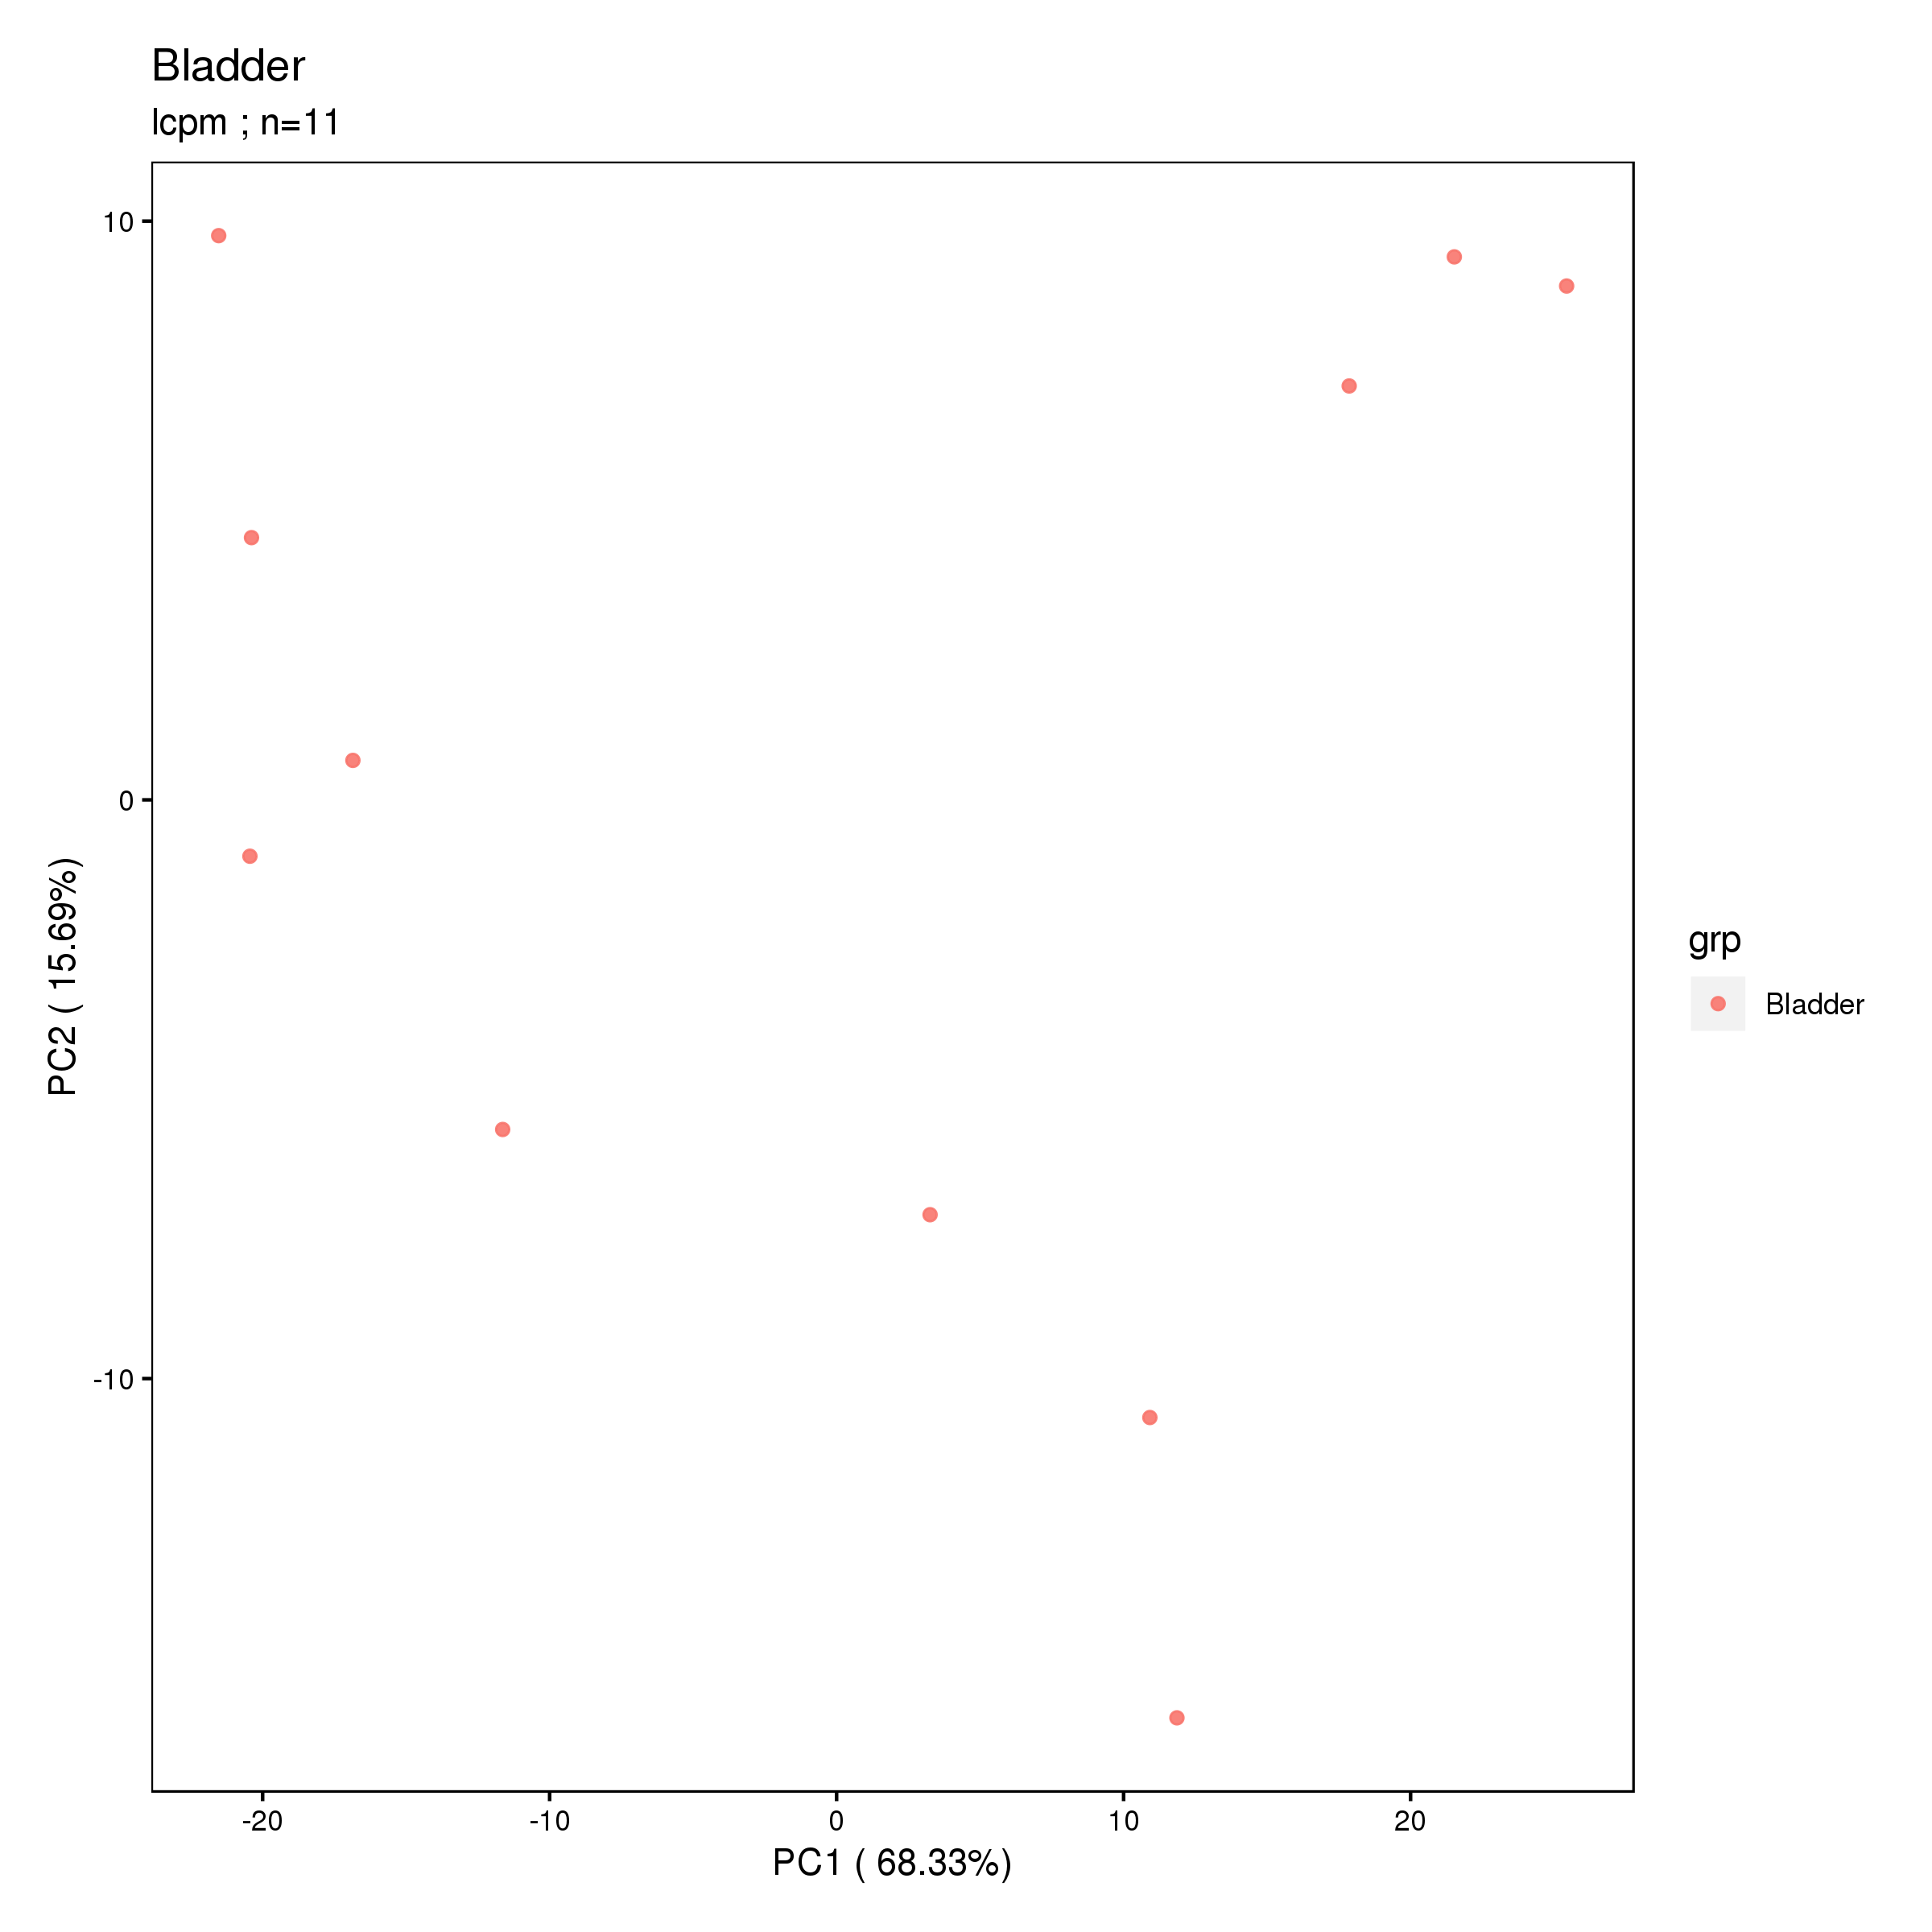 Bladder
lcpm ; n=11
10
0
-10
PC2 ( 15.69%)
-20
-10
0
10
20
PC1 ( 68.33%)
grp
Bladder